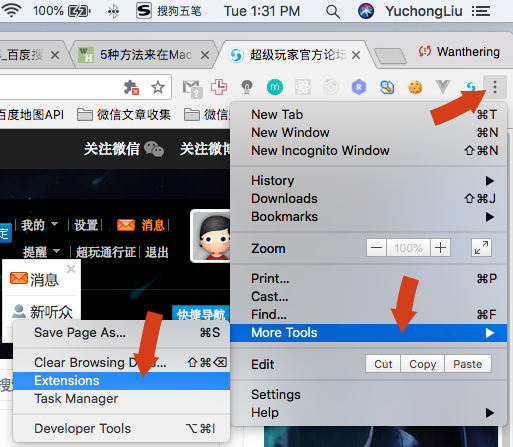 100%
搜狗五笔
Tue 1:31 PM
YuchongLiu
百度搜
5种方法来在Mac
超级玩家官方论坛
Wanthering
百度地图API
微信文章收集
关注微信
关注微博
我的
设置
消息
提醒
超玩通行证
退出
消息
新听众
快捷导航
New Tab ⌘T
New Window ⌘N
New Incognito Window ⇧⌘N
History
Downloads ⇧⌘J
Bookmarks
Zoom − 100% +
Print... ⌘P
Cast...
Find... ⌘F
More Tools
Edit Cut Copy Paste
Settings
Help
Save Page As... ⌘S
Clear Browsing ⇧⌘⌫
Extensions
Task Manager
Developer Tools ⌥⌘I